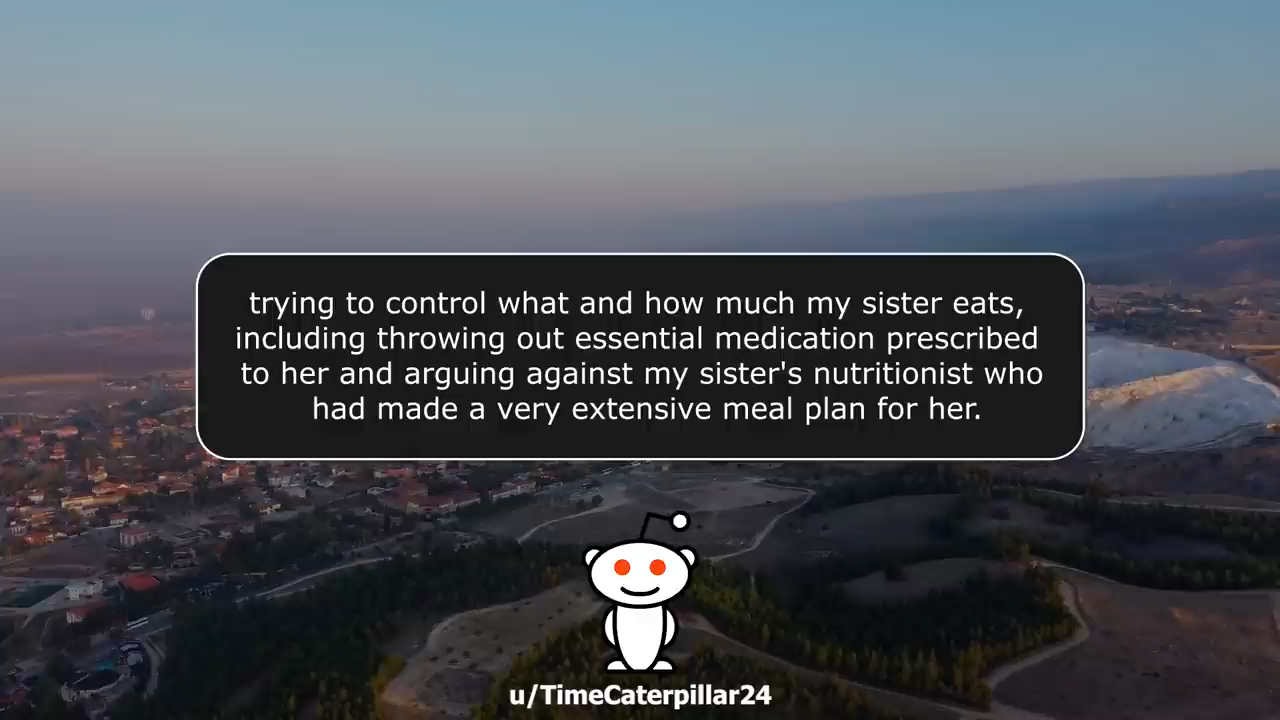 trying to control what and how much my sister eats,
including throwing out essential medication prescribed
to her and arguing against my sister's nutritionist who
had made a very extensive meal plan for her.
u/TimeCaterpillar24